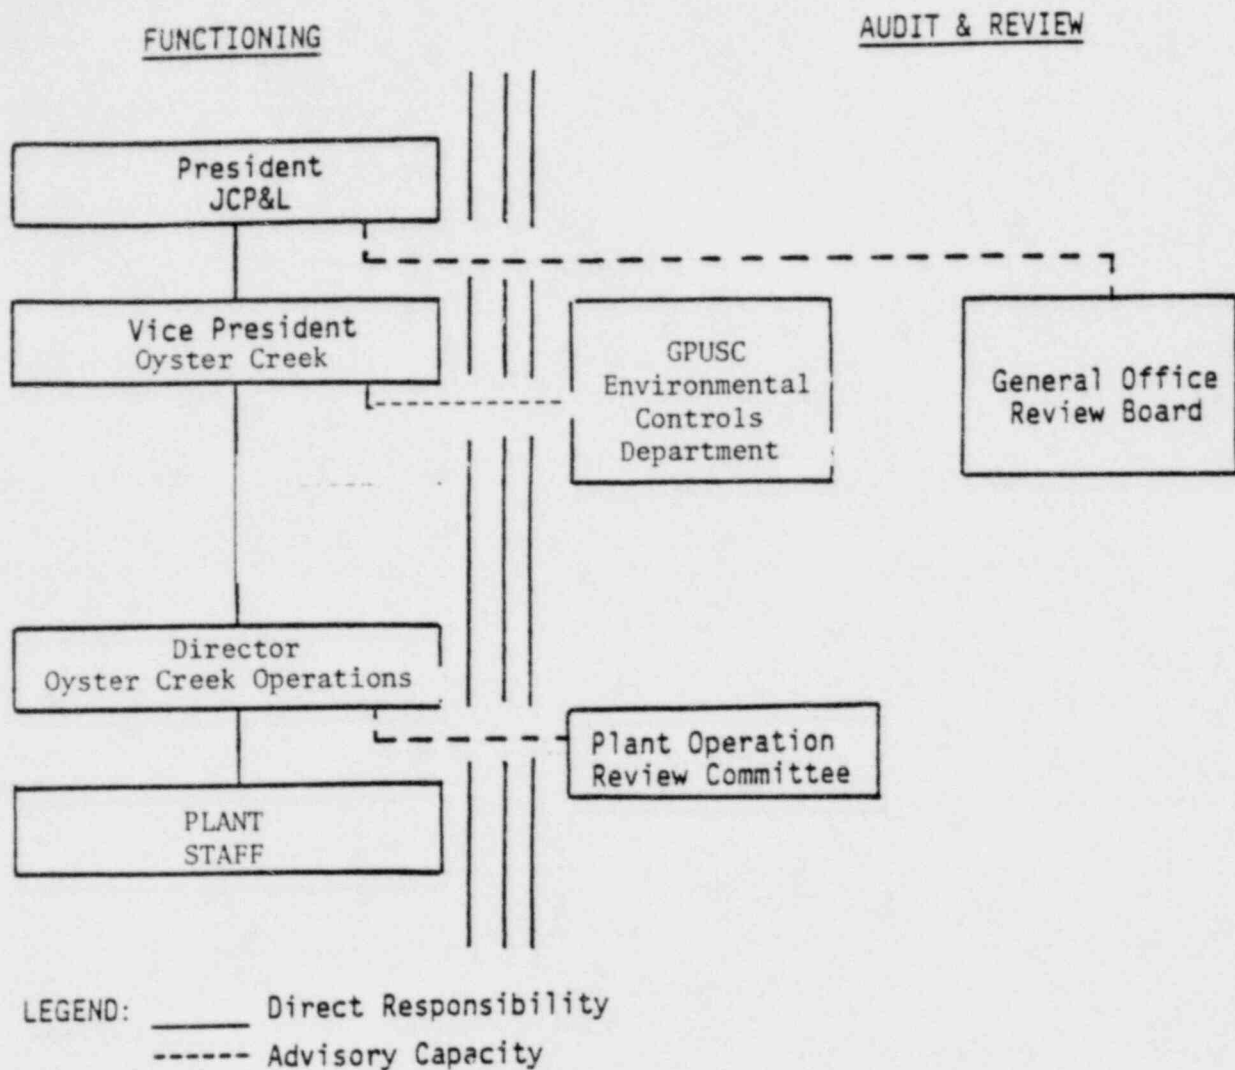 FUNCTIONING
AUDIT & REVIEW
President
JCP&L
Vice President
Oyster Creek
GPUSC
Environmental
Controls
Department
General Office
Review Board
Director
Oyster Creek Operations
Plant Operation
Review Committee
PLANT
STAFF
LEGEND:
Direct Responsibility
Advisory Capacity